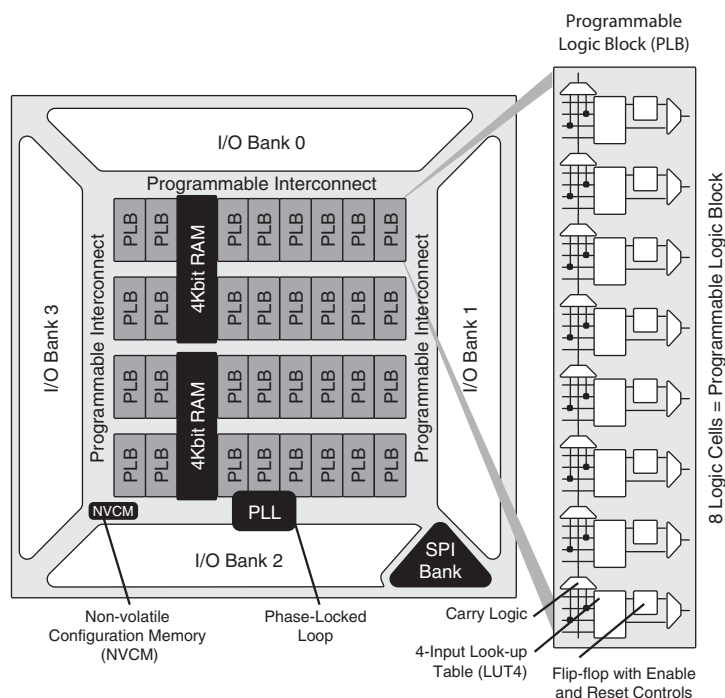 Programmable
Logic Block (PLB)
I/O Bank 0
Programmable Interconnect
I/O Bank 3
Programmable Interconnect
PLB PLB 4Kbit RAM PLB PLB PLB PLB PLB PLB
PLB PLB PLB PLB PLB PLB PLB PLB
PLB PLB 4Kbit RAM PLB PLB PLB PLB PLB PLB
PLB PLB PLB PLB PLB PLB PLB PLB
Programmable Interconnect
I/O Bank 1
8 Logic Cells = Programmable Logic Block
NVCM
PLL
I/O Bank 2
SPI
Bank
Non-volatile
Configuration Memory
(NVCM)
Phase-Locked
Loop
Carry Logic
4-Input Look-up
Table (LUT4)
Flip-flop with Enable
and Reset Controls